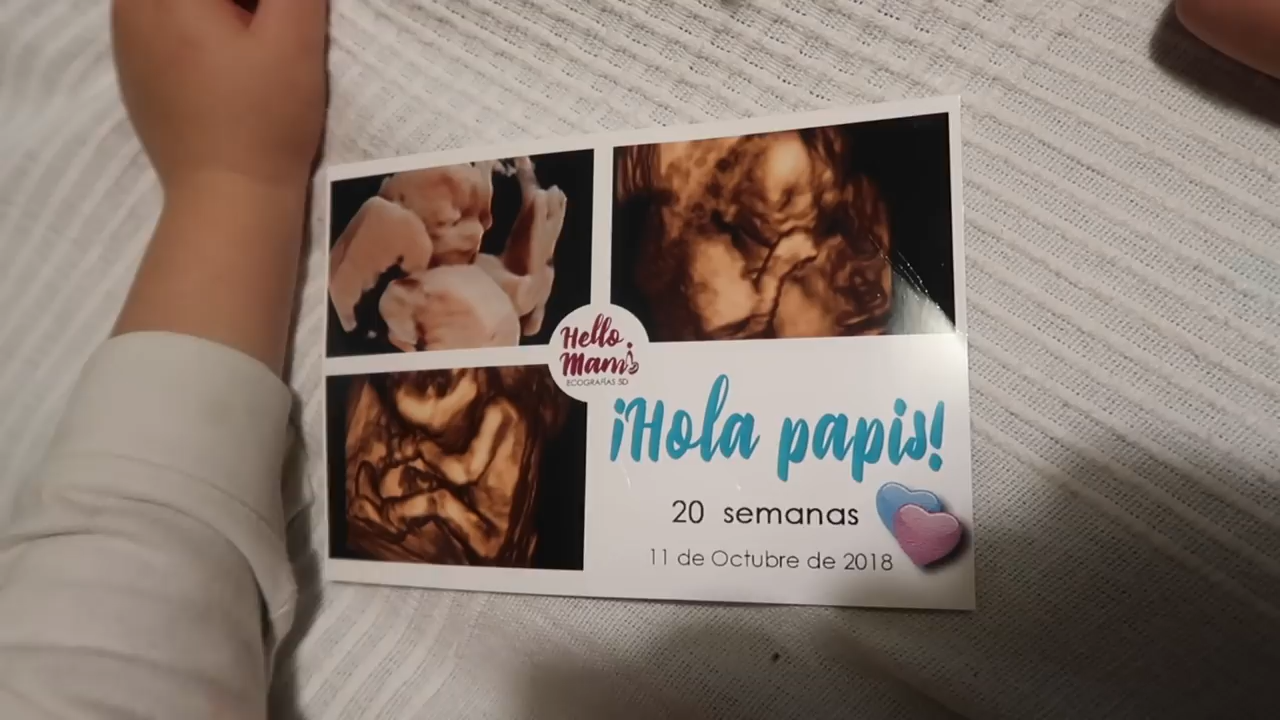 Hello
Mami
ECOGRAFÍAS 5D
¡Hola papis!
20 semanas
11 de Octubre de 2018